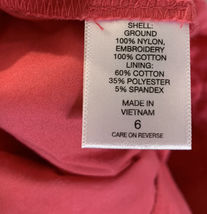 SHELL:
GROUND
100% NYLON,
EMBROIDERY
100% COTTON
LINING:
60% COTTON
35% POLYESTER
5% SPANDEX
MADE IN
VIETNAM
6
CARE ON REVERSE